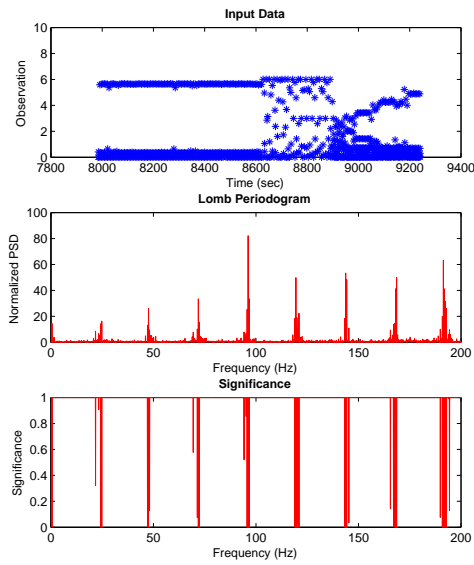 Input Data
Observation
10
8
6
4
2
0
7800 8000 8200 8400 8600 8800 9000 9200 9400
Time (sec)
Lomb Periodogram
Normalized PSD
100
80
60
40
20
0
0 50 100 150 200
Frequency (Hz)
Significance
Significance
1
0.8
0.6
0.4
0.2
0
0 50 100 150 200
Frequency (Hz)